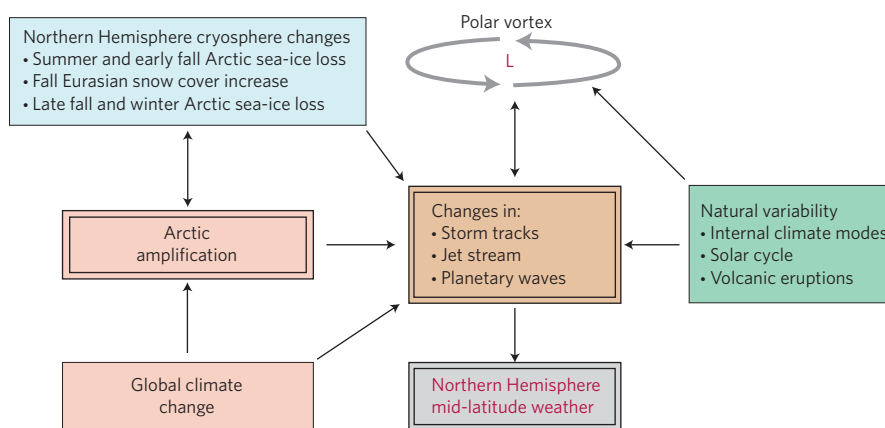 Northern Hemisphere cryosphere changes
• Summer and early fall Arctic sea-ice loss
• Fall Eurasian snow cover increase
• Late fall and winter Arctic sea-ice loss
Polar vortex
L
Arctic
amplification
Changes in:
• Storm tracks
• Jet stream
• Planetary waves
Natural variability
• Internal climate modes
• Solar cycle
• Volcanic eruptions
Global climate
change
Northern Hemisphere
mid-latitude weather